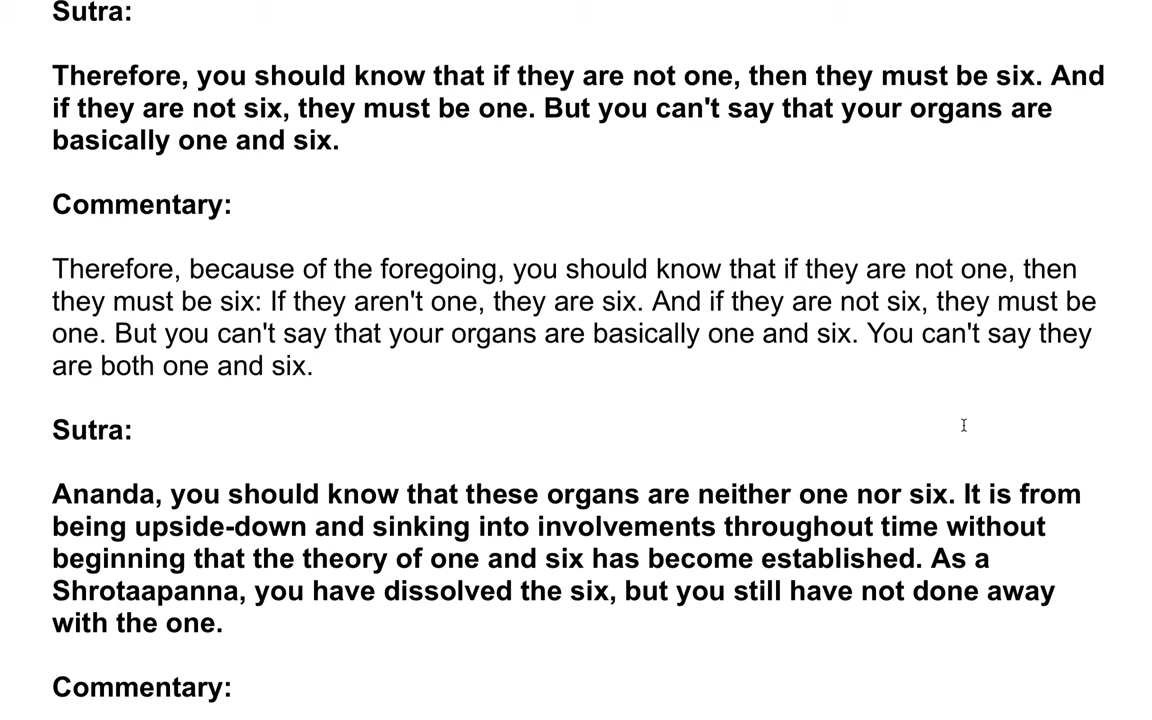 Sutra:
Therefore, you should know that if they are not one, then they must be six. And
if they are not six, they must be one. But you can't say that your organs are
basically one and six.
Commentary:
Therefore, because of the foregoing, you should know that if they are not one, then
they must be six: If they aren't one, they are six. And if they are not six, they must be
one. But you can't say that your organs are basically one and six. You can't say they
are both one and six.
Sutra:
Ananda, you should know that these organs are neither one nor six. It is from
being upside-down and sinking into involvements throughout time without
beginning that the theory of one and six has become established. As a
Shrotaapanna, you have dissolved the six, but you still have not done away
with the one.
Commentary: